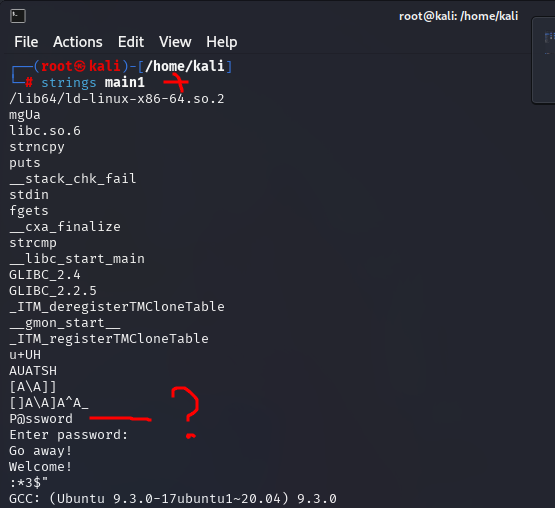 root@kali: /home/kali
File Actions Edit View Help
┌──(root㉿kali)-[/home/kali]
└─# strings main1
/lib64/ld-linux-x86-64.so.2
mgUa
libc.so.6
strncpy
puts
__stack_chk_fail
stdin
fgets
__cxa_finalize
strcmp
__libc_start_main
GLIBC_2.4
GLIBC_2.2.5
_ITM_deregisterTMCloneTable
__gmon_start__
_ITM_registerTMCloneTable
u+UH
AUATSH
[A\A]]
[]A\A]A^A_
P@ssword ?
Enter password:
Go away!
Welcome!
:*3$"
GCC: (Ubuntu 9.3.0-17ubuntu1~20.04) 9.3.0